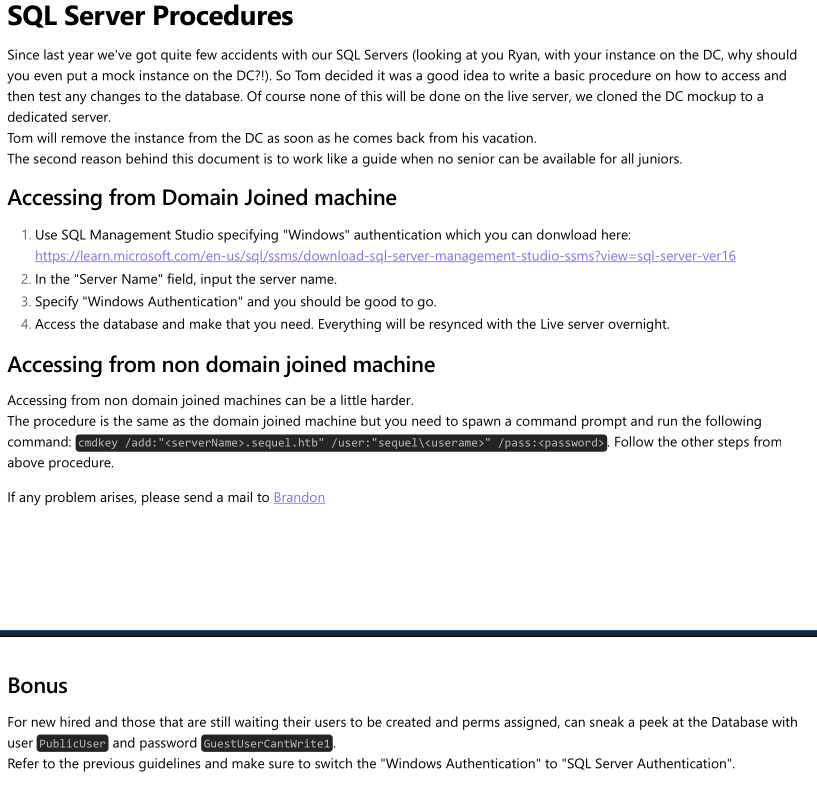 SQL Server Procedures
Since last year we've got quite few accidents with our SQL Servers (looking at you Ryan, with your instance on the DC, why should
you even put a mock instance on the DC?!). So Tom decided it was a good idea to write a basic procedure on how to access and
then test any changes to the database. Of course none of this will be done on the live server, we cloned the DC mockup to a
dedicated server.
Tom will remove the instance from the DC as soon as he comes back from his vacation.
The second reason behind this document is to work like a guide when no senior can be available for all juniors.
Accessing from Domain Joined machine
1. Use SQL Management Studio specifying "Windows" authentication which you can donwload here:
https://learn.microsoft.com/en-us/sql/ssms/download-sql-server-management-studio-ssms?view=sql-server-ver16
2. In the "Server Name" field, input the server name.
3. Specify "Windows Authentication" and you should be good to go.
4. Access the database and make that you need. Everything will be resynced with the Live server overnight.
Accessing from non domain joined machine
Accessing from non domain joined machines can be a little harder.
The procedure is the same as the domain joined machine but you need to spawn a command prompt and run the following
command: cmdkey /add:"<serverName>.sequel.htb" /user:"sequel\<userame>" /pass:<password>. Follow the other steps from
above procedure.
If any problem arises, please send a mail to Brandon
Bonus
For new hired and those that are still waiting their users to be created and perms assigned, can sneak a peek at the Database with
user PublicUser and password GuestUserCantWrite1.
Refer to the previous guidelines and make sure to switch the "Windows Authentication" to "SQL Server Authentication".